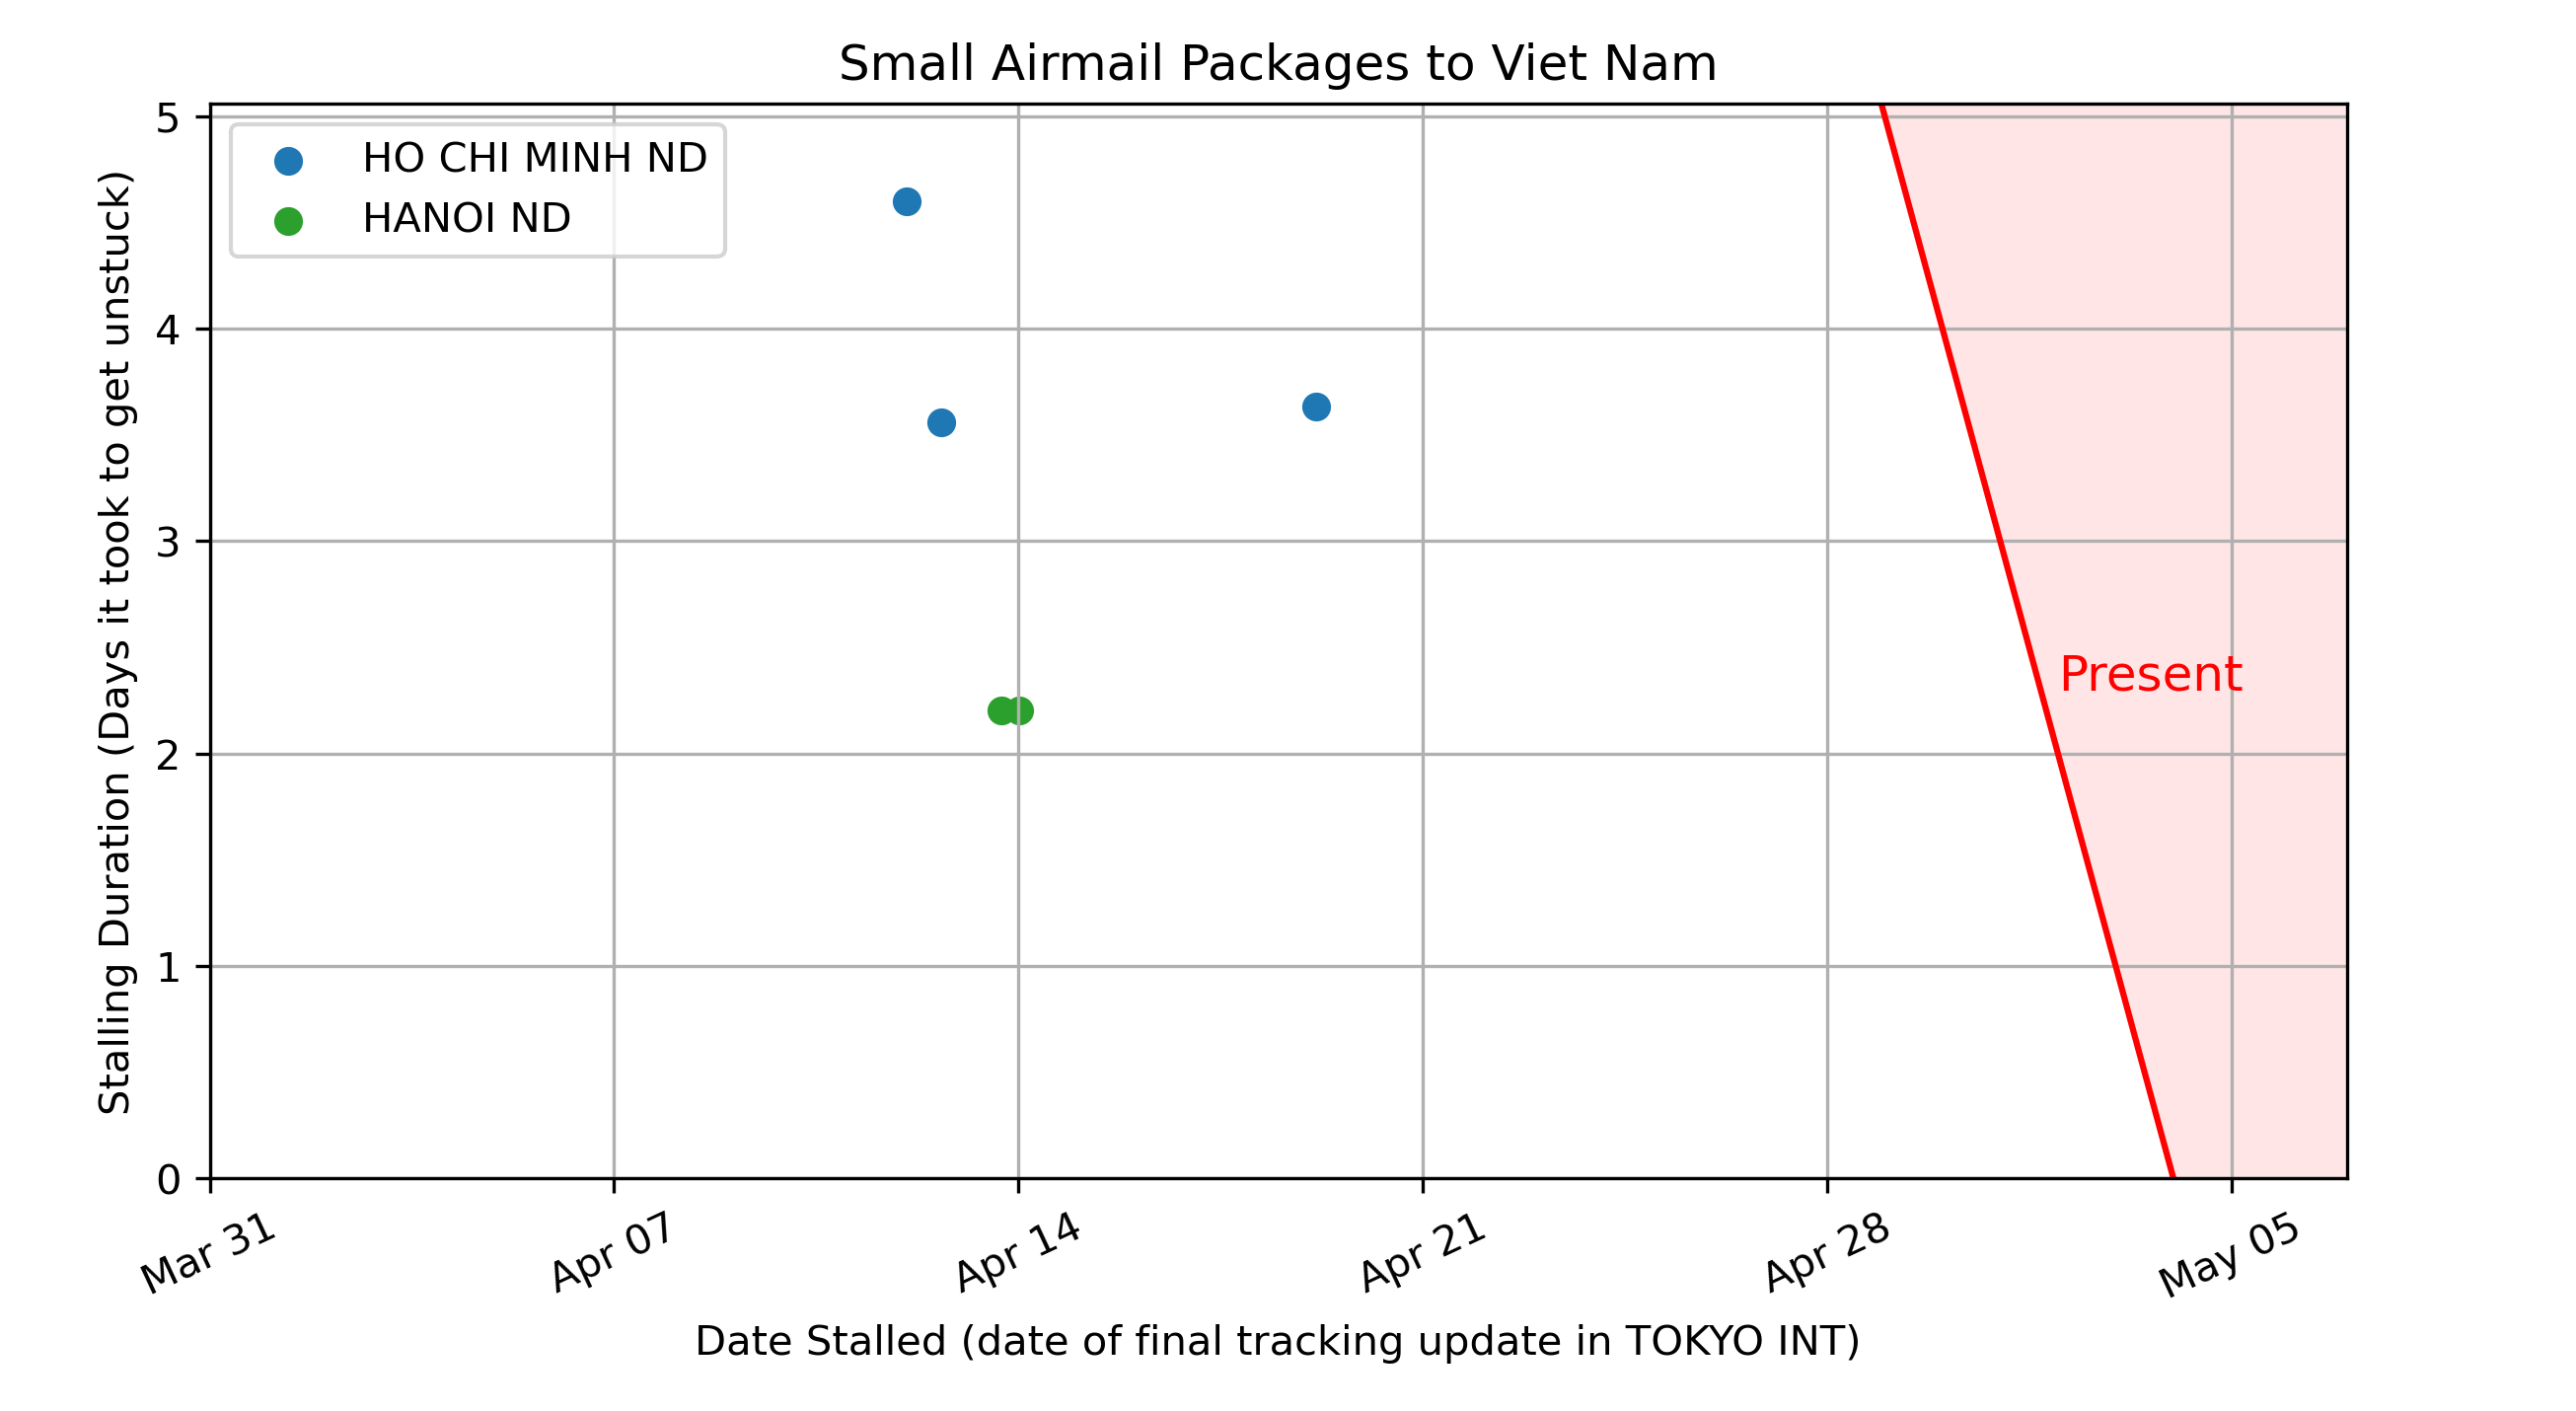 Small Airmail Packages to Viet Nam
HO CHI MINH ND
HANOI ND
Stalling Duration (Days it took to get unstuck)
5
4
3
2
1
0
Present
Mar 31
Apr 07
Apr 14
Apr 21
Apr 28
May 05
Date Stalled (date of final tracking update in TOKYO INT)